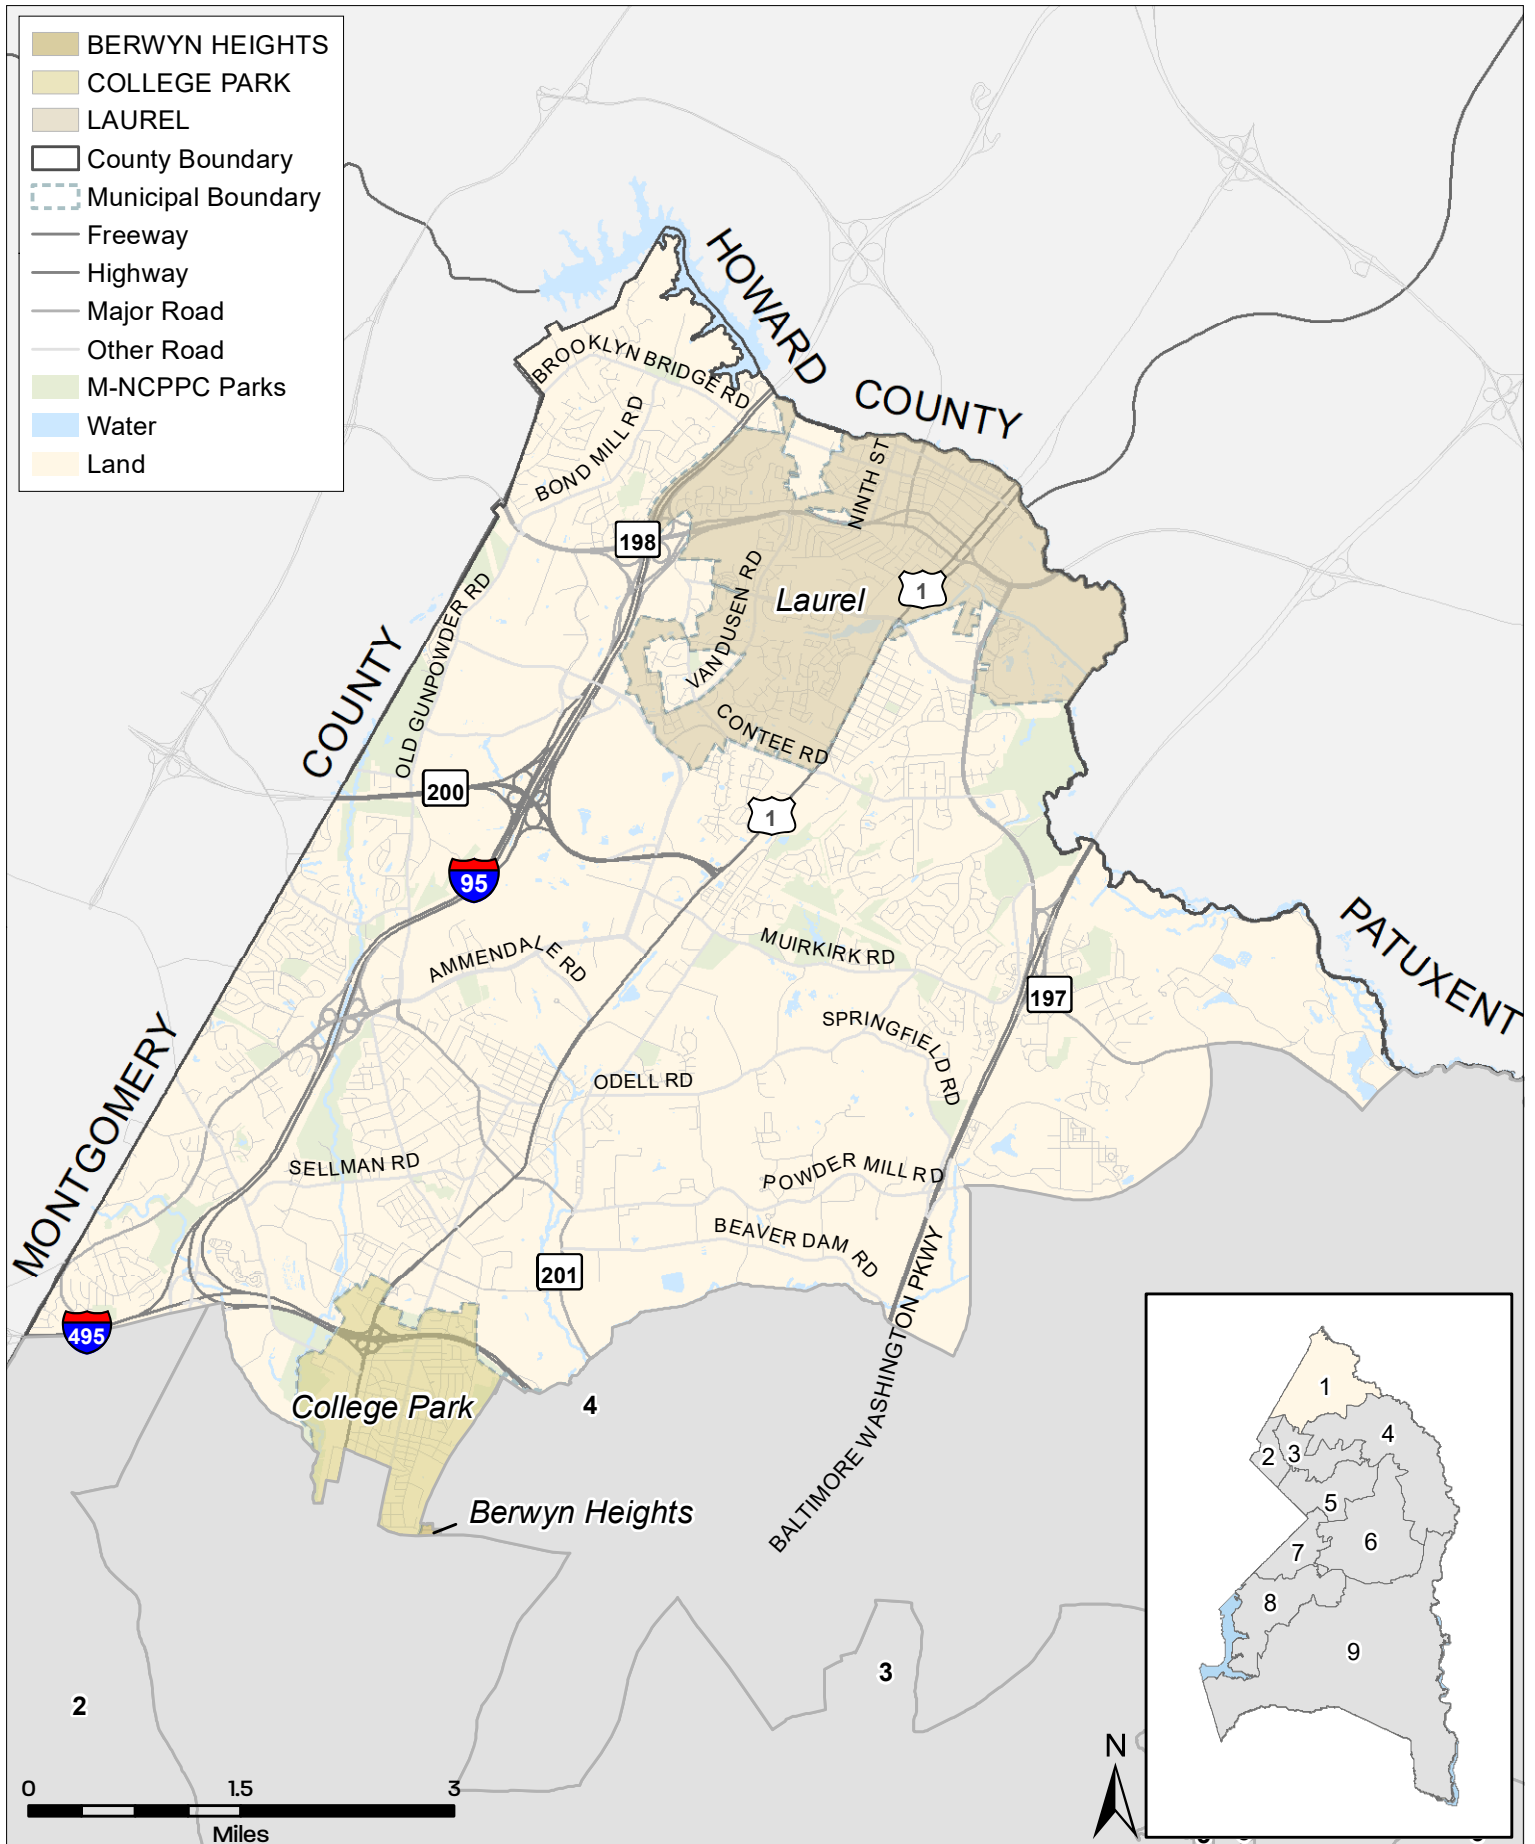 BERWYN HEIGHTS
COLLEGE PARK
LAUREL
County Boundary
Municipal Boundary
Freeway
Highway
Major Road
Other Road
M-NCPPC Parks
Water
Land
HOWARD COUNTY
BROOKLYN BRIDGE RD
BOND MILL RD
NINTH ST
198
1
Laurel
VAN DUSEN RD
OLD GUNPOWDER RD
CONTEE RD
200
1
95
MONTGOMERY COUNTY
AMMENDALE RD
MUIRKIRK RD
PATUXENT
197
SPRINGFIELD RD
ODELL RD
SELLMAN RD
POWDER MILL RD
BEAVER DAM RD
201
495
BALTIMORE WASHINGTON PKWY
College Park
4
Berwyn Heights
3
2
N
0 1.5 3
Miles
1
4
2
3
5
6
7
8
9